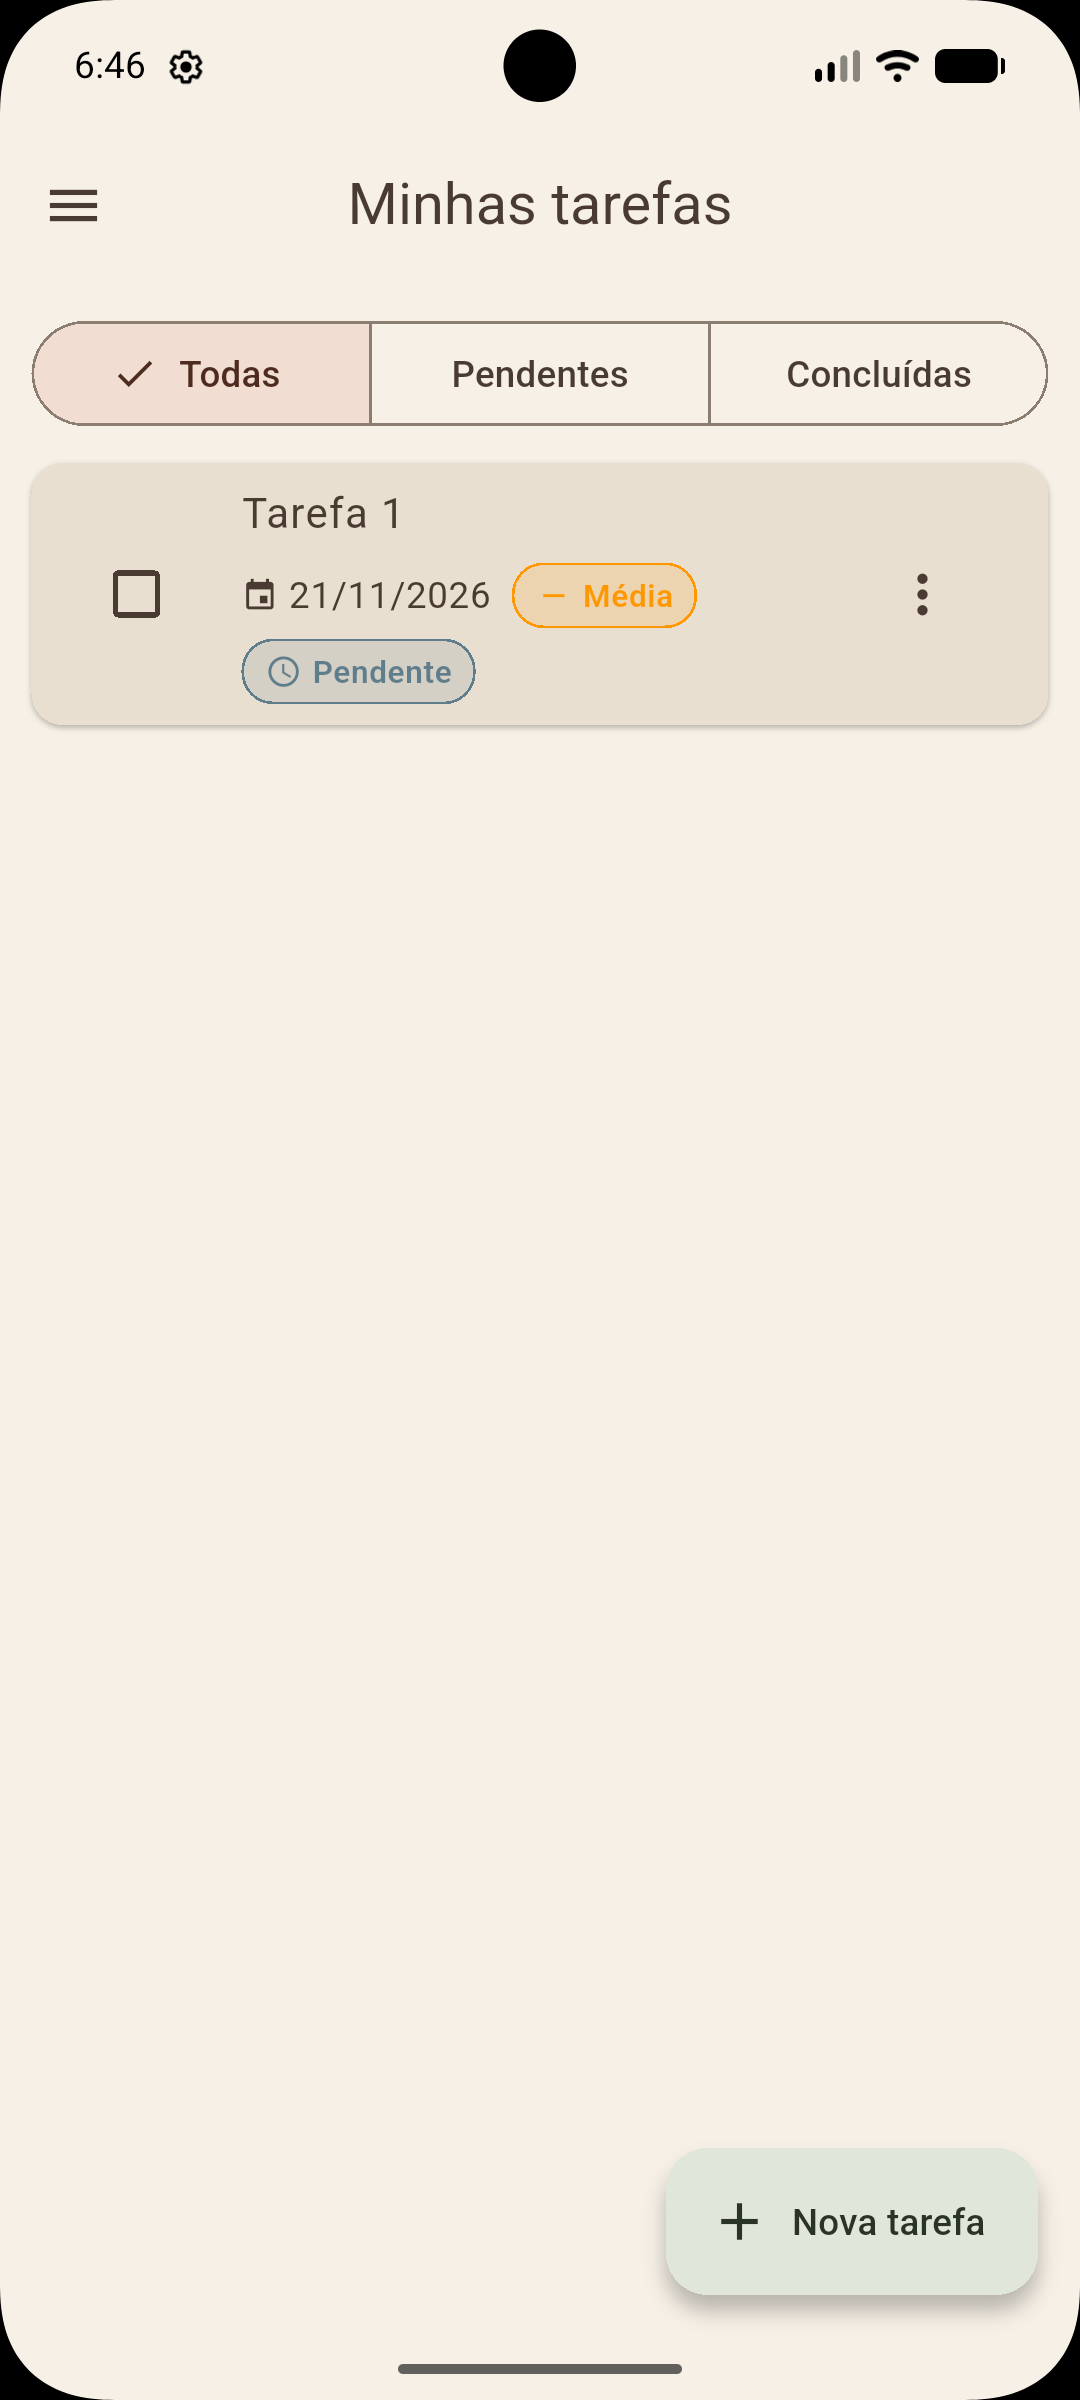 6:46
Minhas tarefas
Todas
Pendentes
Concluídas
Tarefa 1
21/11/2026
Média
Pendente
Nova tarefa